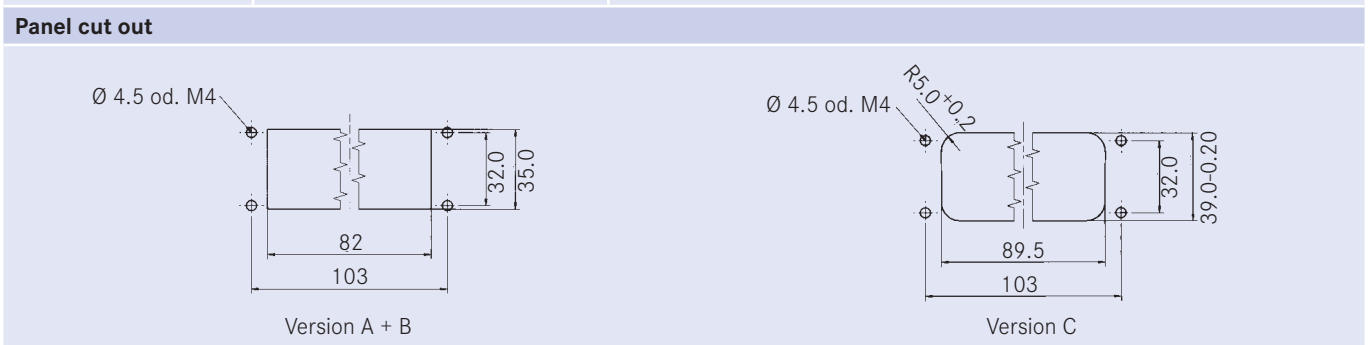 Panel cut out
Ø 4.5 od. M4
32.0
35.0
82
103
Version A + B
Ø 4.5 od. M4
R5.0+0.2
32.0
39.0-0.20
89.5
103
Version C